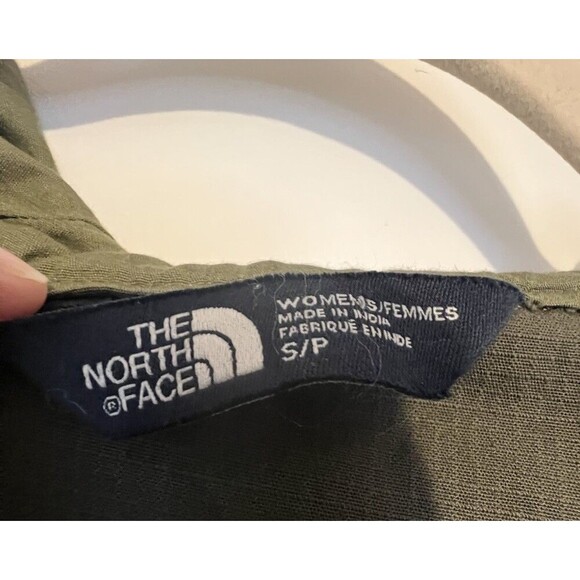 THE
NORTH
® FACE
WOMENS/FEMMES
MADE IN INDIA
FABRIQUÉ EN INDE
S/P